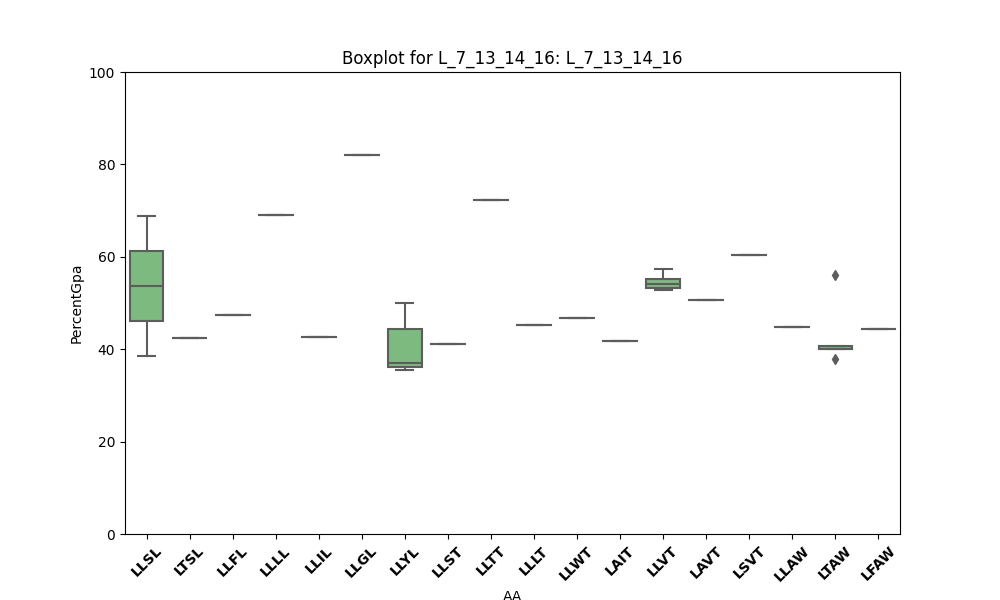 Boxplot for L_7_13_14_16: L_7_13_14_16
100
80
60
40
20
0
PercentGpa
LLSL LTSL LLFL LLLL LLIL LLGL LLYL LLST LLTT LLLT LLWT LAIT LLVT LAVT LSVT LLAW LTAW LFAW
AA